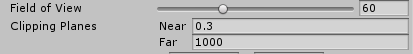 Field of View 60
Clipping Planes Near 0.3
Far 1000